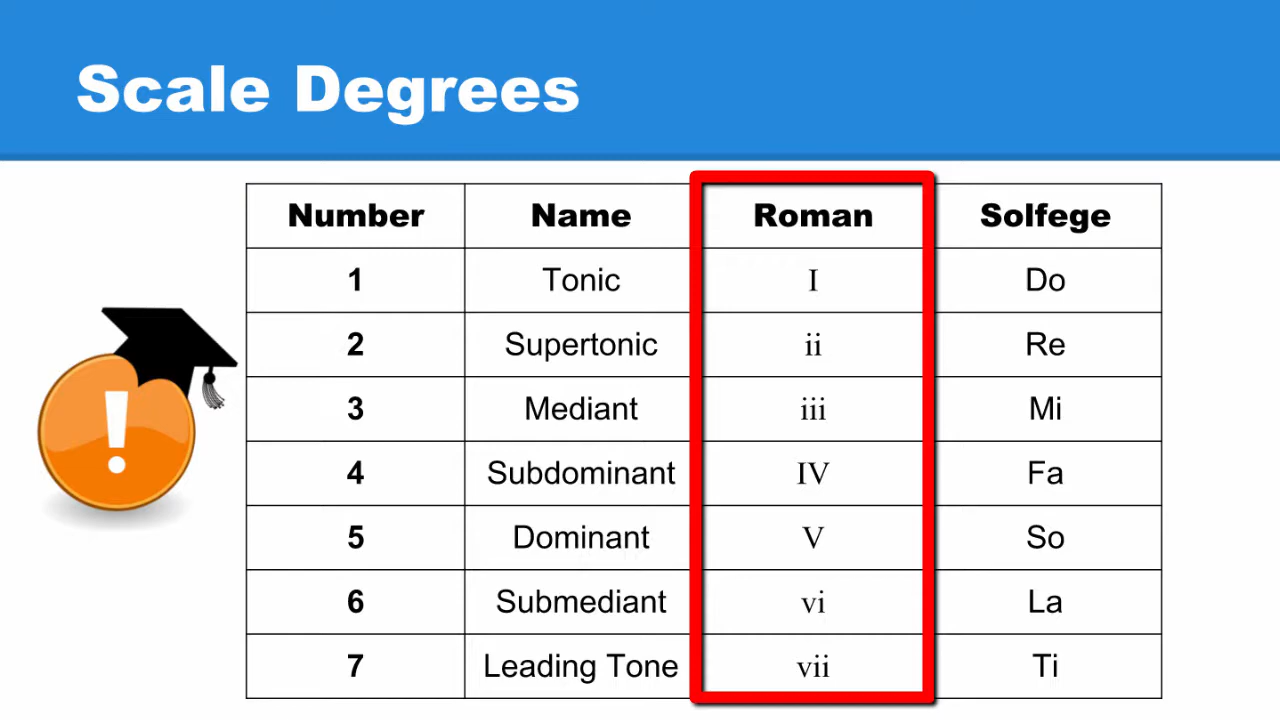 Scale Degrees
Number Name Roman Solfege
1 Tonic I Do
2 Supertonic ii Re
3 Mediant iii Mi
4 Subdominant IV Fa
5 Dominant V So
6 Submediant vi La
7 Leading Tone vii Ti
!